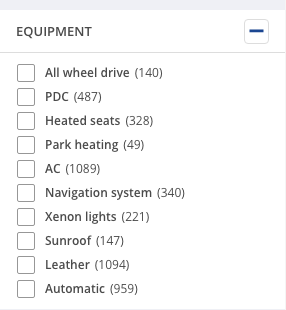 EQUIPMENT
All wheel drive (140)
PDC (487)
Heated seats (328)
Park heating (49)
AC (1089)
Navigation system (340)
Xenon lights (221)
Sunroof (147)
Leather (1094)
Automatic (959)